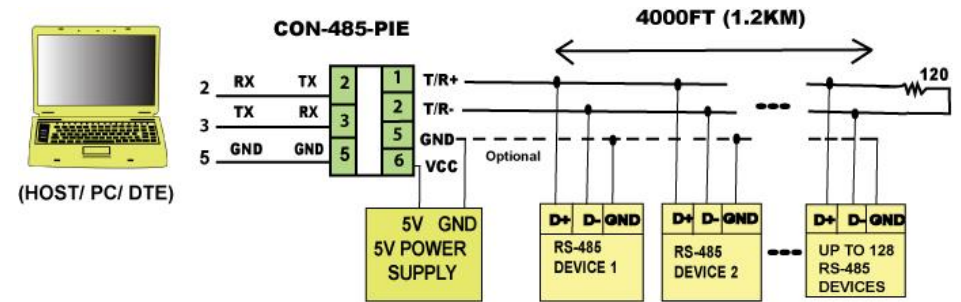 4000FT (1.2KM)
CON-485-PIE
2 RX TX 2 1 T/R+ 120
3 TX RX 3 2 T/R-
5 GND GND 5 5 GND
Optional
6 VCC
(HOST/ PC/ DTE)
5V GND
5V POWER
SUPPLY
D+ D- GND
RS-485
DEVICE 1
D+ D- GND
RS-485
DEVICE 2
D+ D- GND
UP TO 128
RS-485
DEVICES